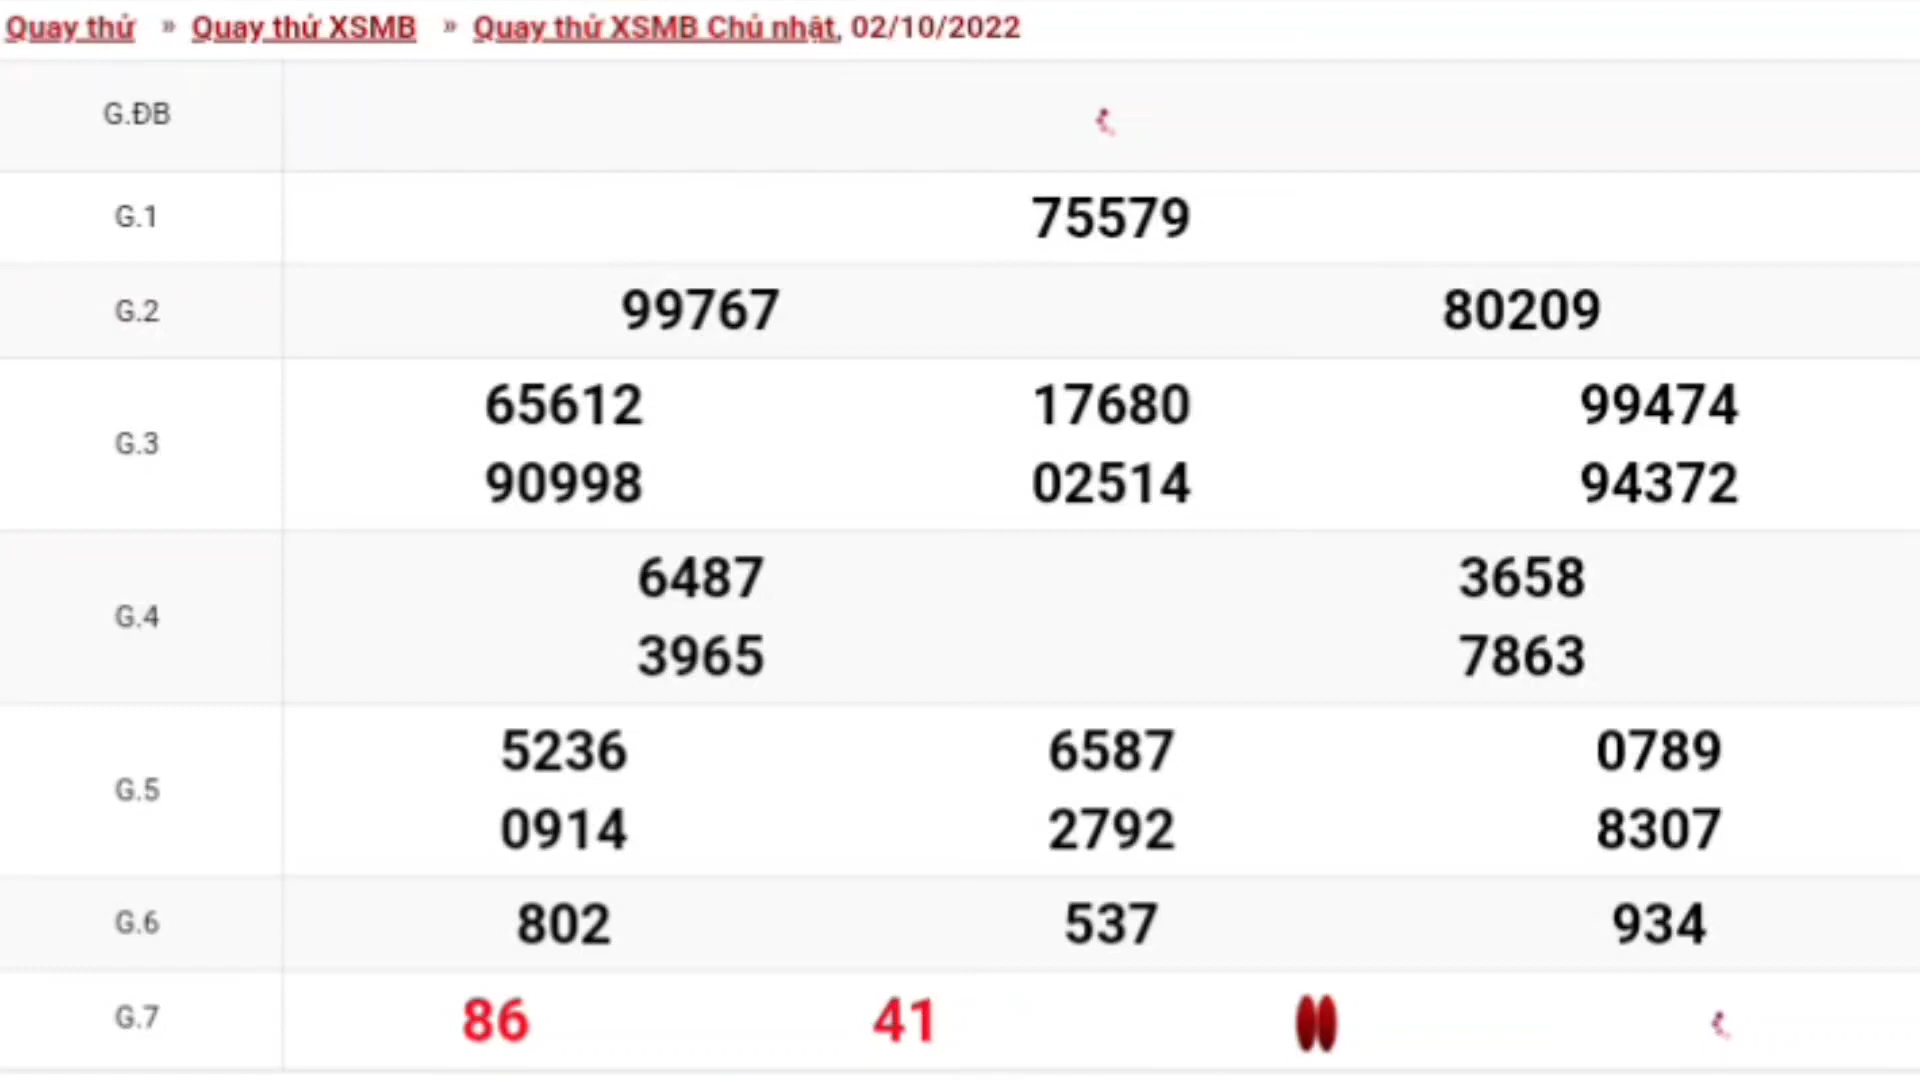 Quay thử » Quay thử XSMB » Quay thử XSMB Chủ nhật, 02/10/2022
G.ĐB
G.1 75579
G.2 99767 80209
G.3
65612 17680 99474
90998 02514 94372
G.4
6487 3658
3965 7863
G.5
5236 6587 0789
0914 2792 8307
G.6 802 537 934
G.7 86 41